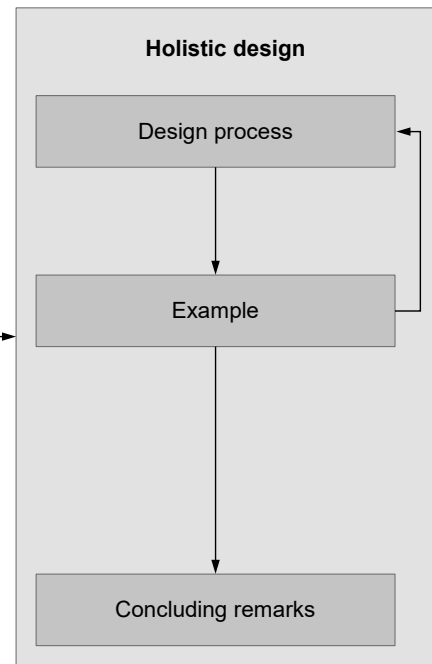 Holistic design
Design process
Example
Concluding remarks